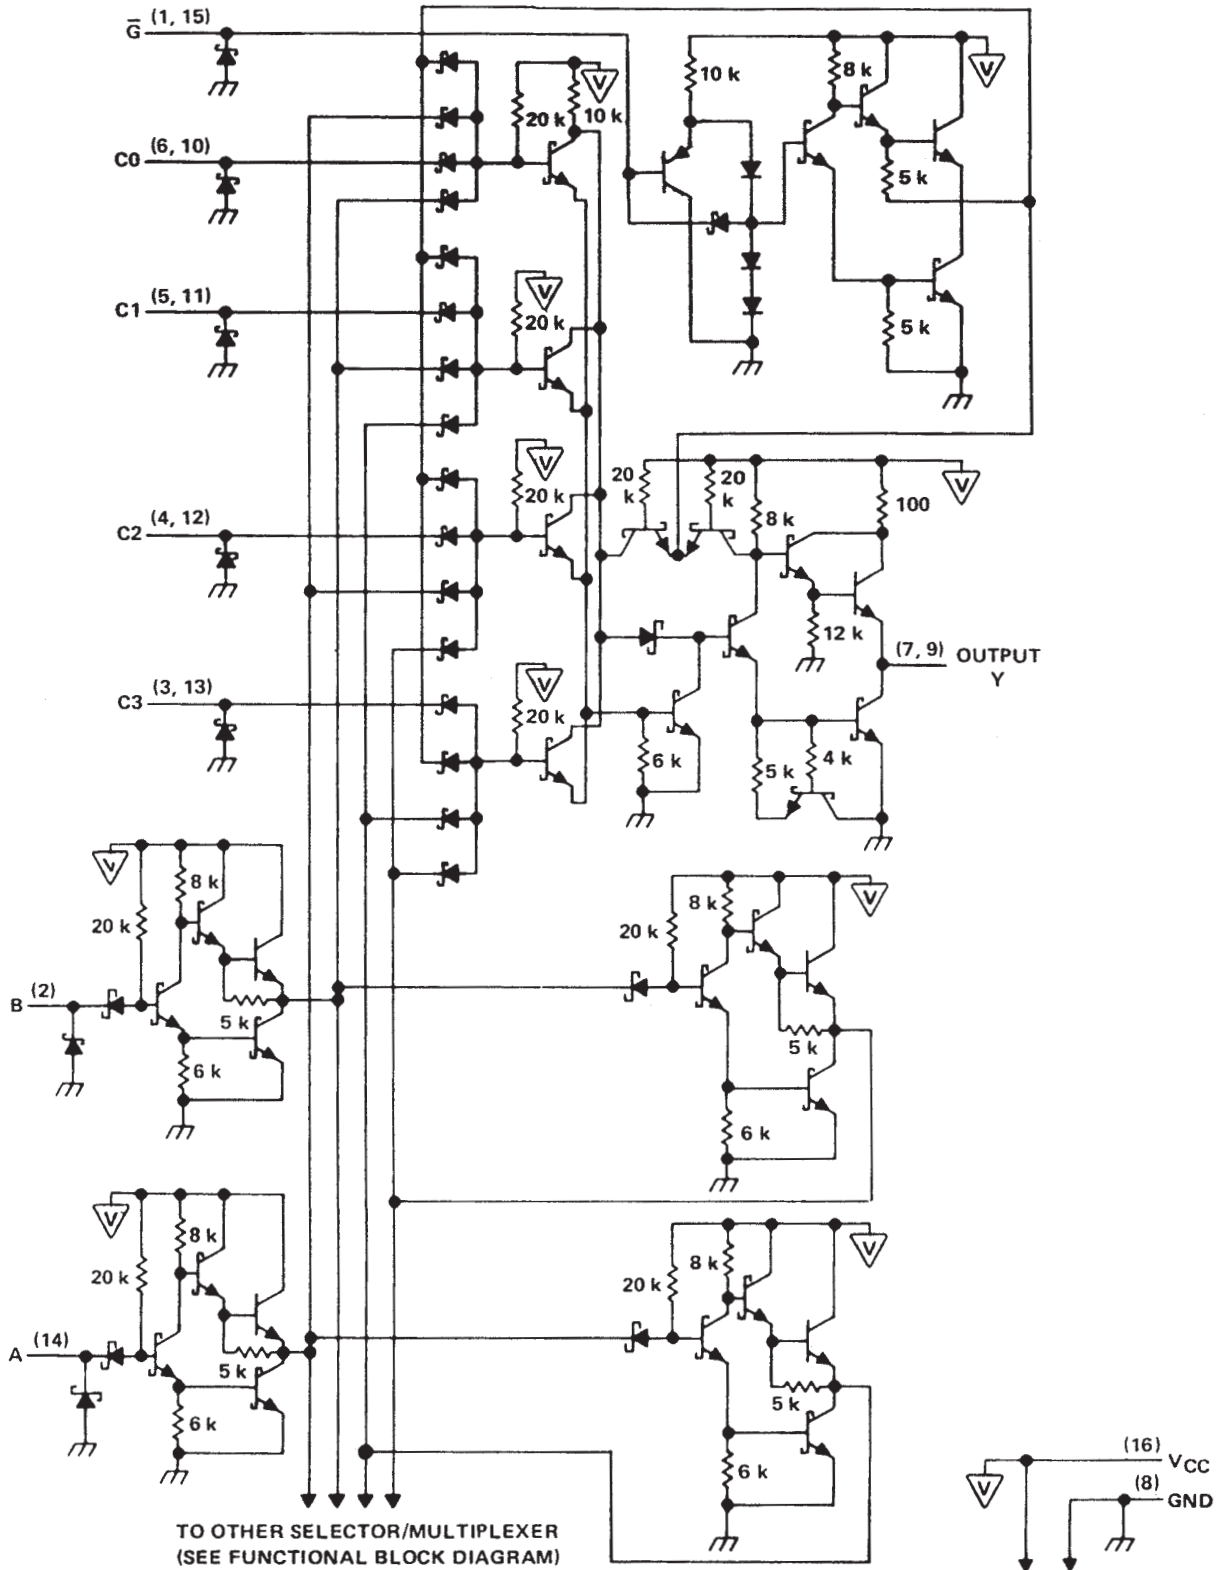 G̅ (1, 15)
V
10 k
8 k
V
20 k
10 k
C0 (6, 10)
5 k
C1 (5, 11)
V
20 k
5 k
V
20 k
20 k
20 k
V
8 k
100
C2 (4, 12)
12 k
(7, 9) OUTPUT
Y
V
C3 (3, 13)
20 k
6 k
5 k
4 k
V
8 k
20 k
B (2)
5 k
6 k
V
8 k
20 k
5 k
6 k
V
8 k
20 k
A (14)
5 k
6 k
V
8 k
20 k
5 k
6 k
(16) VCC
V
(8) GND
TO OTHER SELECTOR/MULTIPLEXER
(SEE FUNCTIONAL BLOCK DIAGRAM)